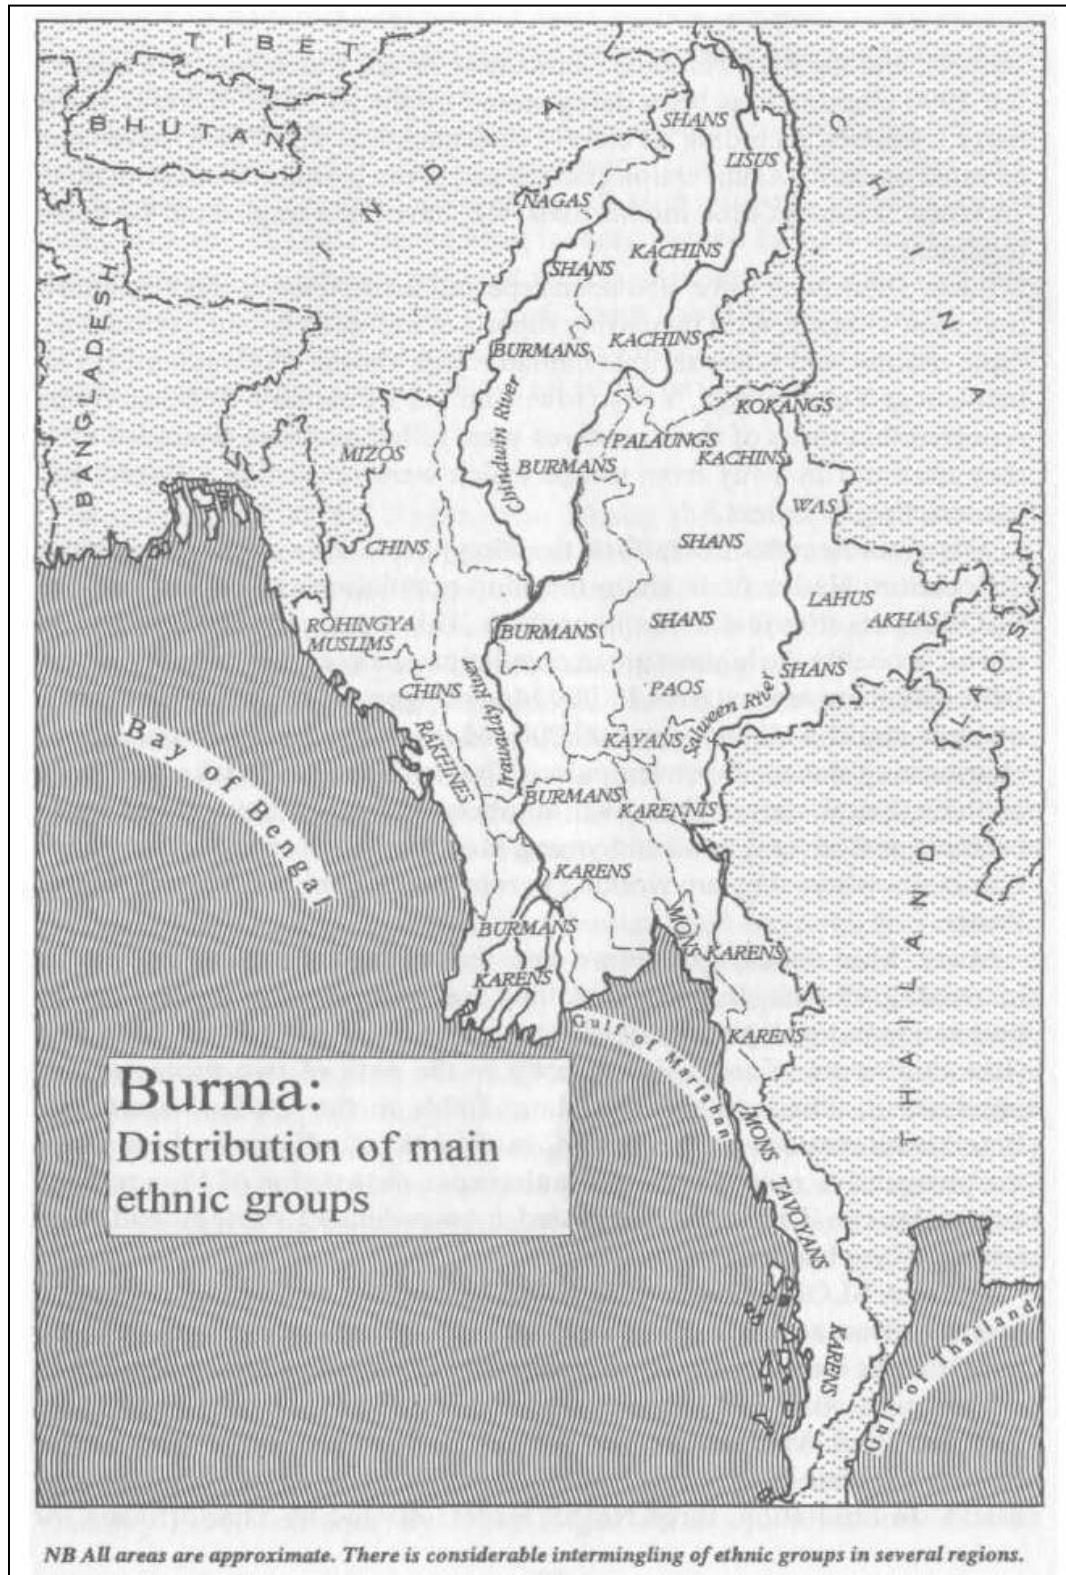 TIBET
BHUTAN
INDIA
CHINA
BANGLADESH
SHANS
LISUS
NAGAS
KACHINS
SHANS
KACHINS
BURMANS
Chindwin River
KOKANGS
PALAUNGS
KACHINS
MIZOS
BURMANS
WAS
CHINS
SHANS
LAHUS
AKHAS
LAOS
ROHINGYA
MUSLIMS
BURMANS
SHANS
SHANS
CHINS
PAOS
Irrawaddy River
Salween River
KAYANS
RAKHINES
BURMANS
KARENNIS
Bay of Bengal
KARENS
THAILAND
MONS
BURMANS
KARENS
KARENS
Gulf of Martaban
KARENS
Burma:
Distribution of main
ethnic groups
MONS
TAVOYANS
KARENS
Gulf of Thailand
NB All areas are approximate. There is considerable intermingling of ethnic groups in several regions.